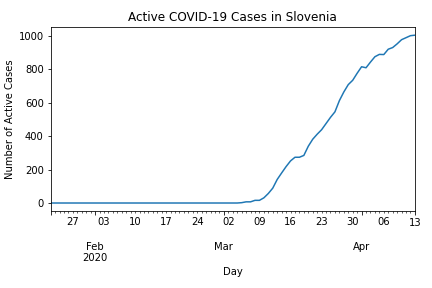 Active COVID-19 Cases in Slovenia
Number of Active Cases
1000
800
600
400
200
0
27 03 10 17 24 02 09 16 23 30 06 13
Feb Mar Apr
2020
Day